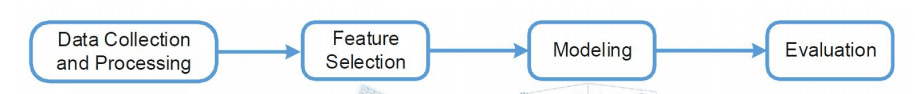 Data Collection
and Processing
Feature
Selection
Modeling
Evaluation